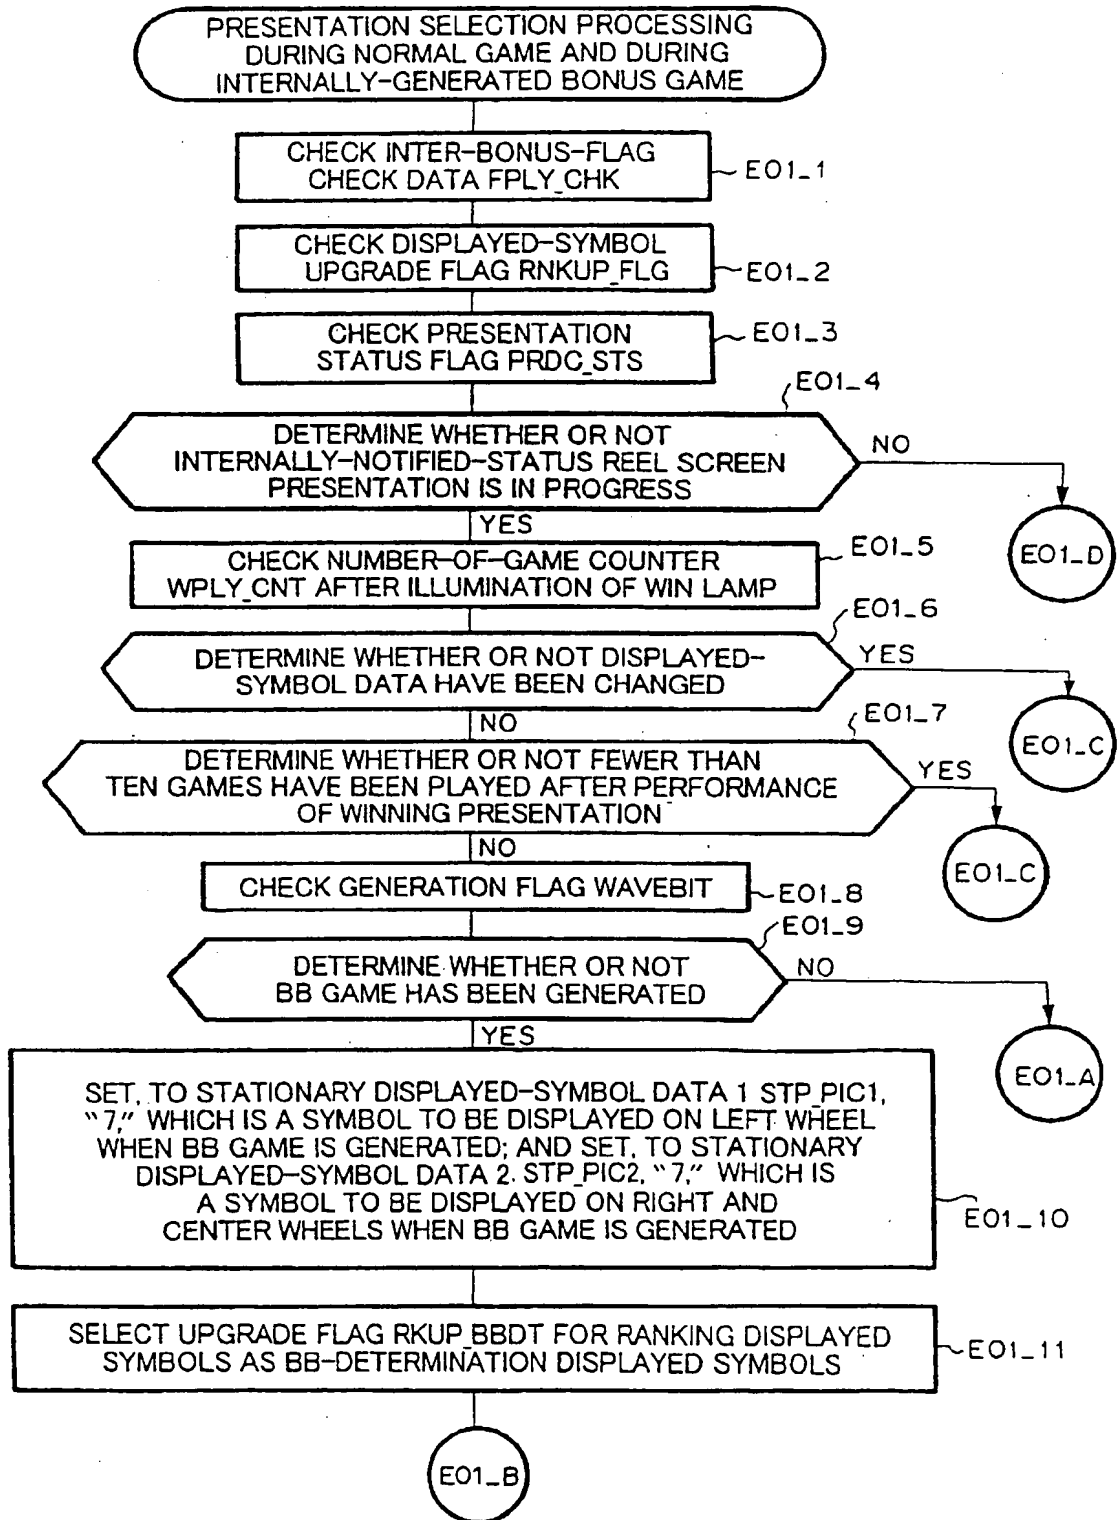 PRESENTATION SELECTION PROCESSING
DURING NORMAL GAME AND DURING
INTERNALLY-GENERATED BONUS GAME
CHECK INTER-BONUS-FLAG
CHECK DATA FPLY_CHK
E01_1
CHECK DISPLAYED-SYMBOL
UPGRADE FLAG RNKUP_FLG
E01_2
CHECK PRESENTATION
STATUS FLAG PRDC_STS
E01_3
E01_4
DETERMINE WHETHER OR NOT
INTERNALLY-NOTIFIED-STATUS REEL SCREEN
PRESENTATION IS IN PROGRESS
NO
E01_D
YES
CHECK NUMBER-OF-GAME COUNTER
WPLY_CNT AFTER ILLUMINATION OF WIN LAMP
E01_5
E01_6
DETERMINE WHETHER OR NOT DISPLAYED-
SYMBOL DATA HAVE BEEN CHANGED
YES
E01_C
NO
E01_7
DETERMINE WHETHER OR NOT FEWER THAN
TEN GAMES HAVE BEEN PLAYED AFTER PERFORMANCE
OF WINNING PRESENTATION
YES
E01_C
NO
CHECK GENERATION FLAG WAVEBIT
E01_8
E01_9
DETERMINE WHETHER OR NOT
BB GAME HAS BEEN GENERATED
NO
E01_A
YES
SET, TO STATIONARY DISPLAYED-SYMBOL DATA 1 STP_PIC1,
"7," WHICH IS A SYMBOL TO BE DISPLAYED ON LEFT WHEEL
WHEN BB GAME IS GENERATED; AND SET, TO STATIONARY
DISPLAYED-SYMBOL DATA 2. STP_PIC2, "7," WHICH IS
A SYMBOL TO BE DISPLAYED ON RIGHT AND
CENTER WHEELS WHEN BB GAME IS GENERATED
E01_10
SELECT UPGRADE FLAG RKUP_BBDT FOR RANKING DISPLAYED
SYMBOLS AS BB-DETERMINATION DISPLAYED SYMBOLS
E01_11
E01_B